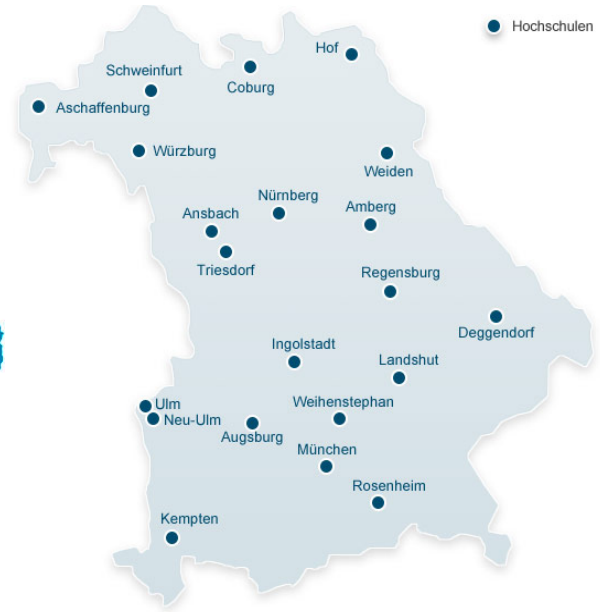 Hochschulen
Hof
Schweinfurt
Coburg
Aschaffenburg
Würzburg
Weiden
Nürnberg
Amberg
Ansbach
Triesdorf
Regensburg
Deggendorf
Ingolstadt
Landshut
Ulm
Weihenstephan
Neu-Ulm
Augsburg
München
Rosenheim
Kempten